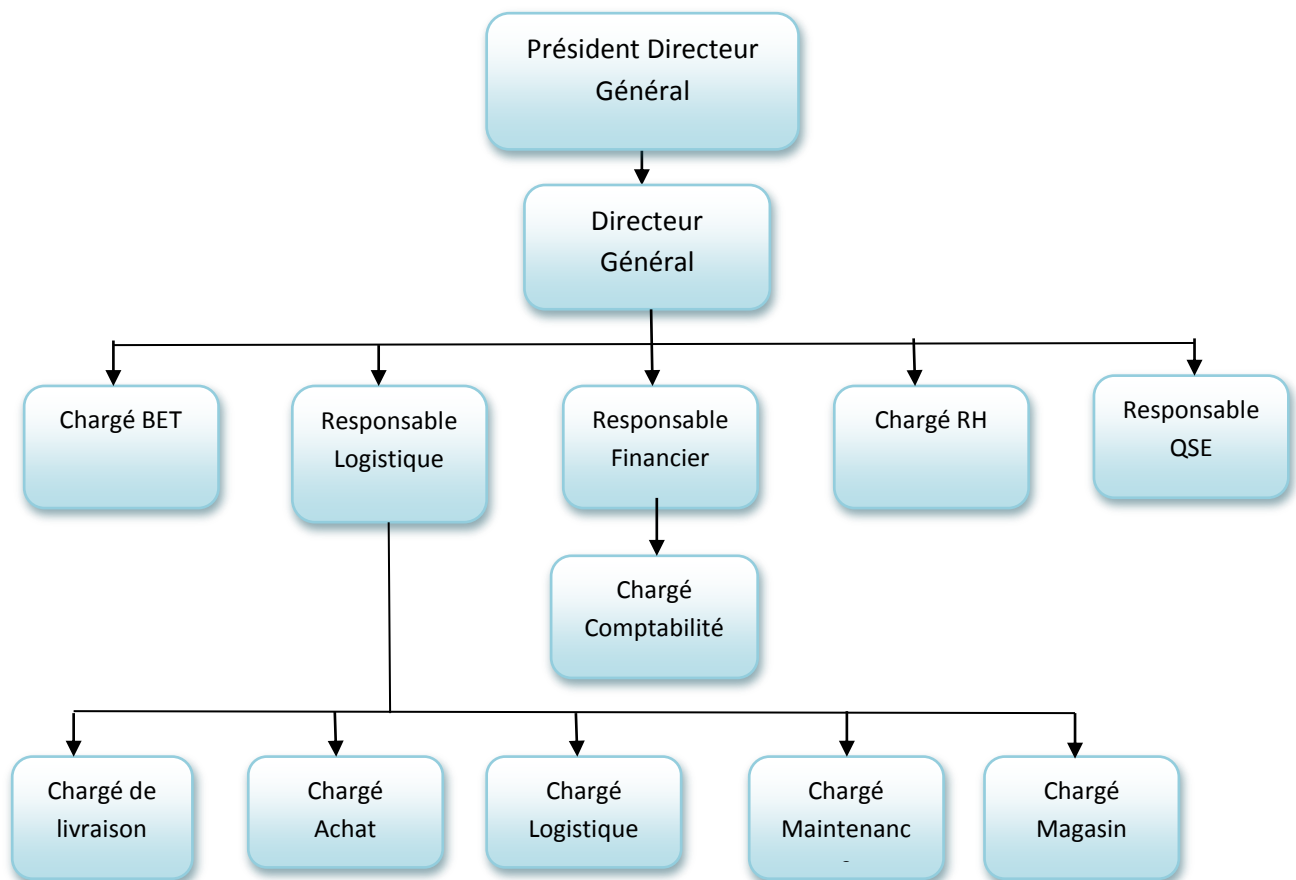 Président Directeur
Général
Directeur
Général
Chargé BET
Responsable
Logistique
Responsable
Financier
Chargé RH
Responsable
QSE
Chargé
Comptabilité
Chargé de
livraison
Chargé
Achat
Chargé
Logistique
Chargé
Maintenanc
Chargé
Magasin